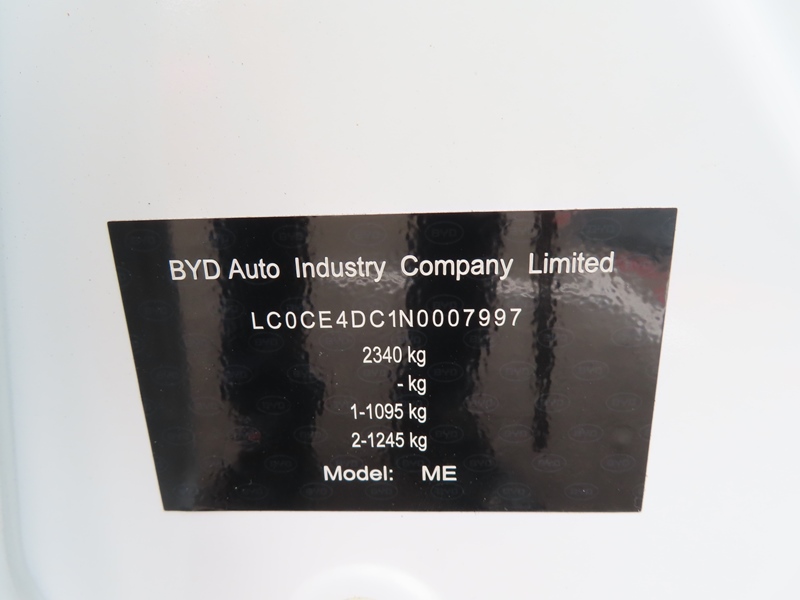 BYD Auto Industry Company Limited
LC0CE4DC1N0007997
2340 kg
- kg
1-1095 kg
2-1245 kg
Model: ME